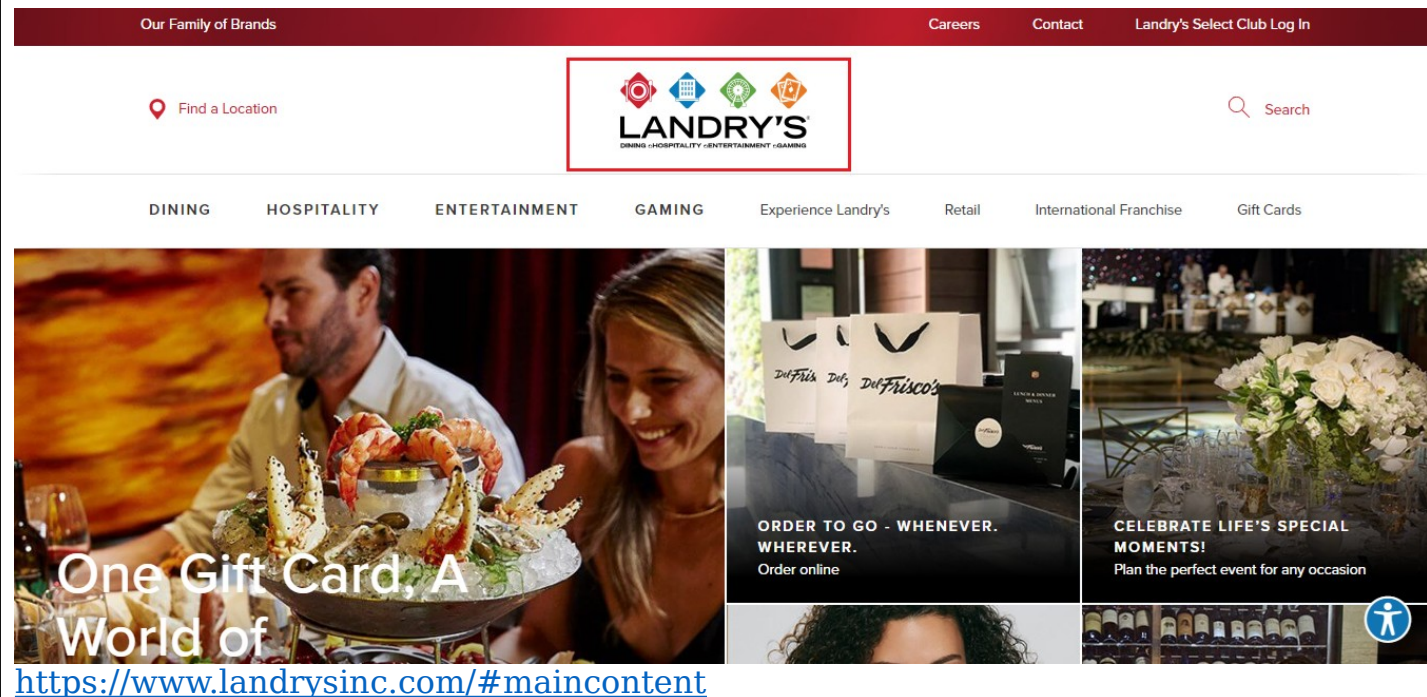 Our Family of Brands Careers Contact Landry's Select Club Log In
Find a Location
LANDRY'S
DINING HOSPITALITY ENTERTAINMENT GAMING
Search
DINING HOSPITALITY ENTERTAINMENT GAMING Experience Landry's Retail International Franchise Gift Cards
One Gift Card, A
World of
Del Frisco's
LUNCH & DINNER
MENUS
ORDER TO GO - WHENEVER.
WHEREVER.
Order online
CELEBRATE LIFE'S SPECIAL
MOMENTS!
Plan the perfect event for any occasion
https://www.landrysinc.com/#maincontent